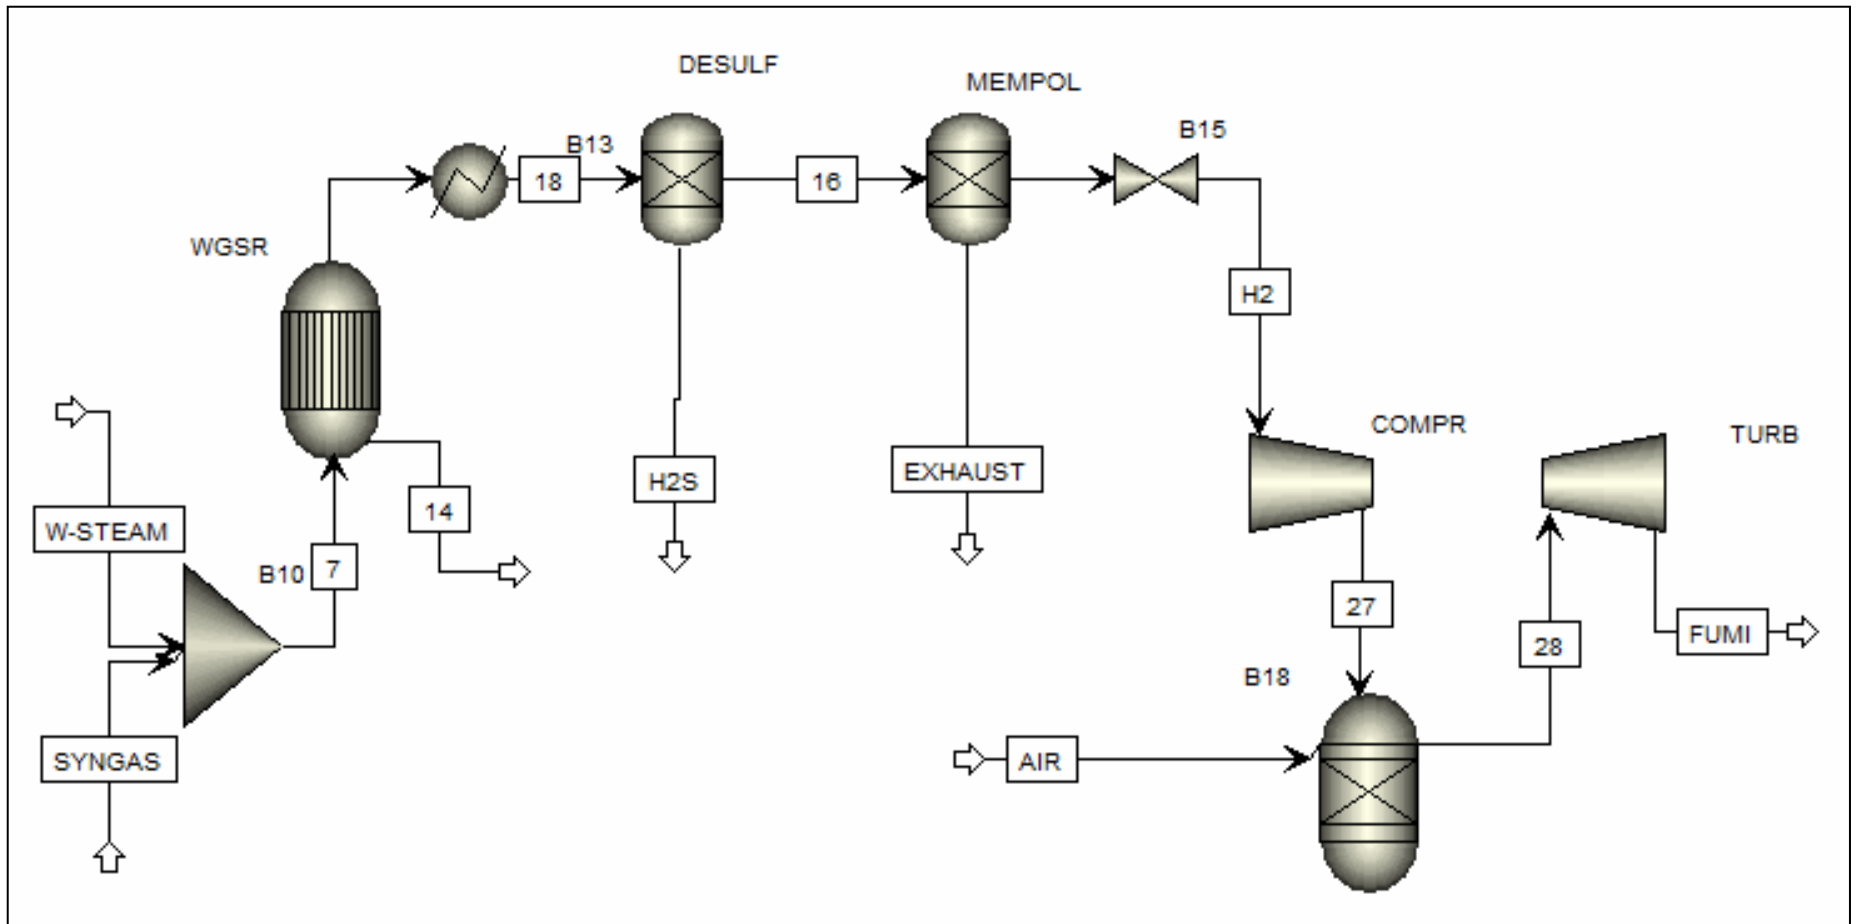 DESULF
MEMPOL
B15
B13
18
16
WGSR
H2
COMPR
TURB
H2S
EXHAUST
14
W-STEAM
B10
7
27
FUMI
28
B18
SYNGAS
AIR